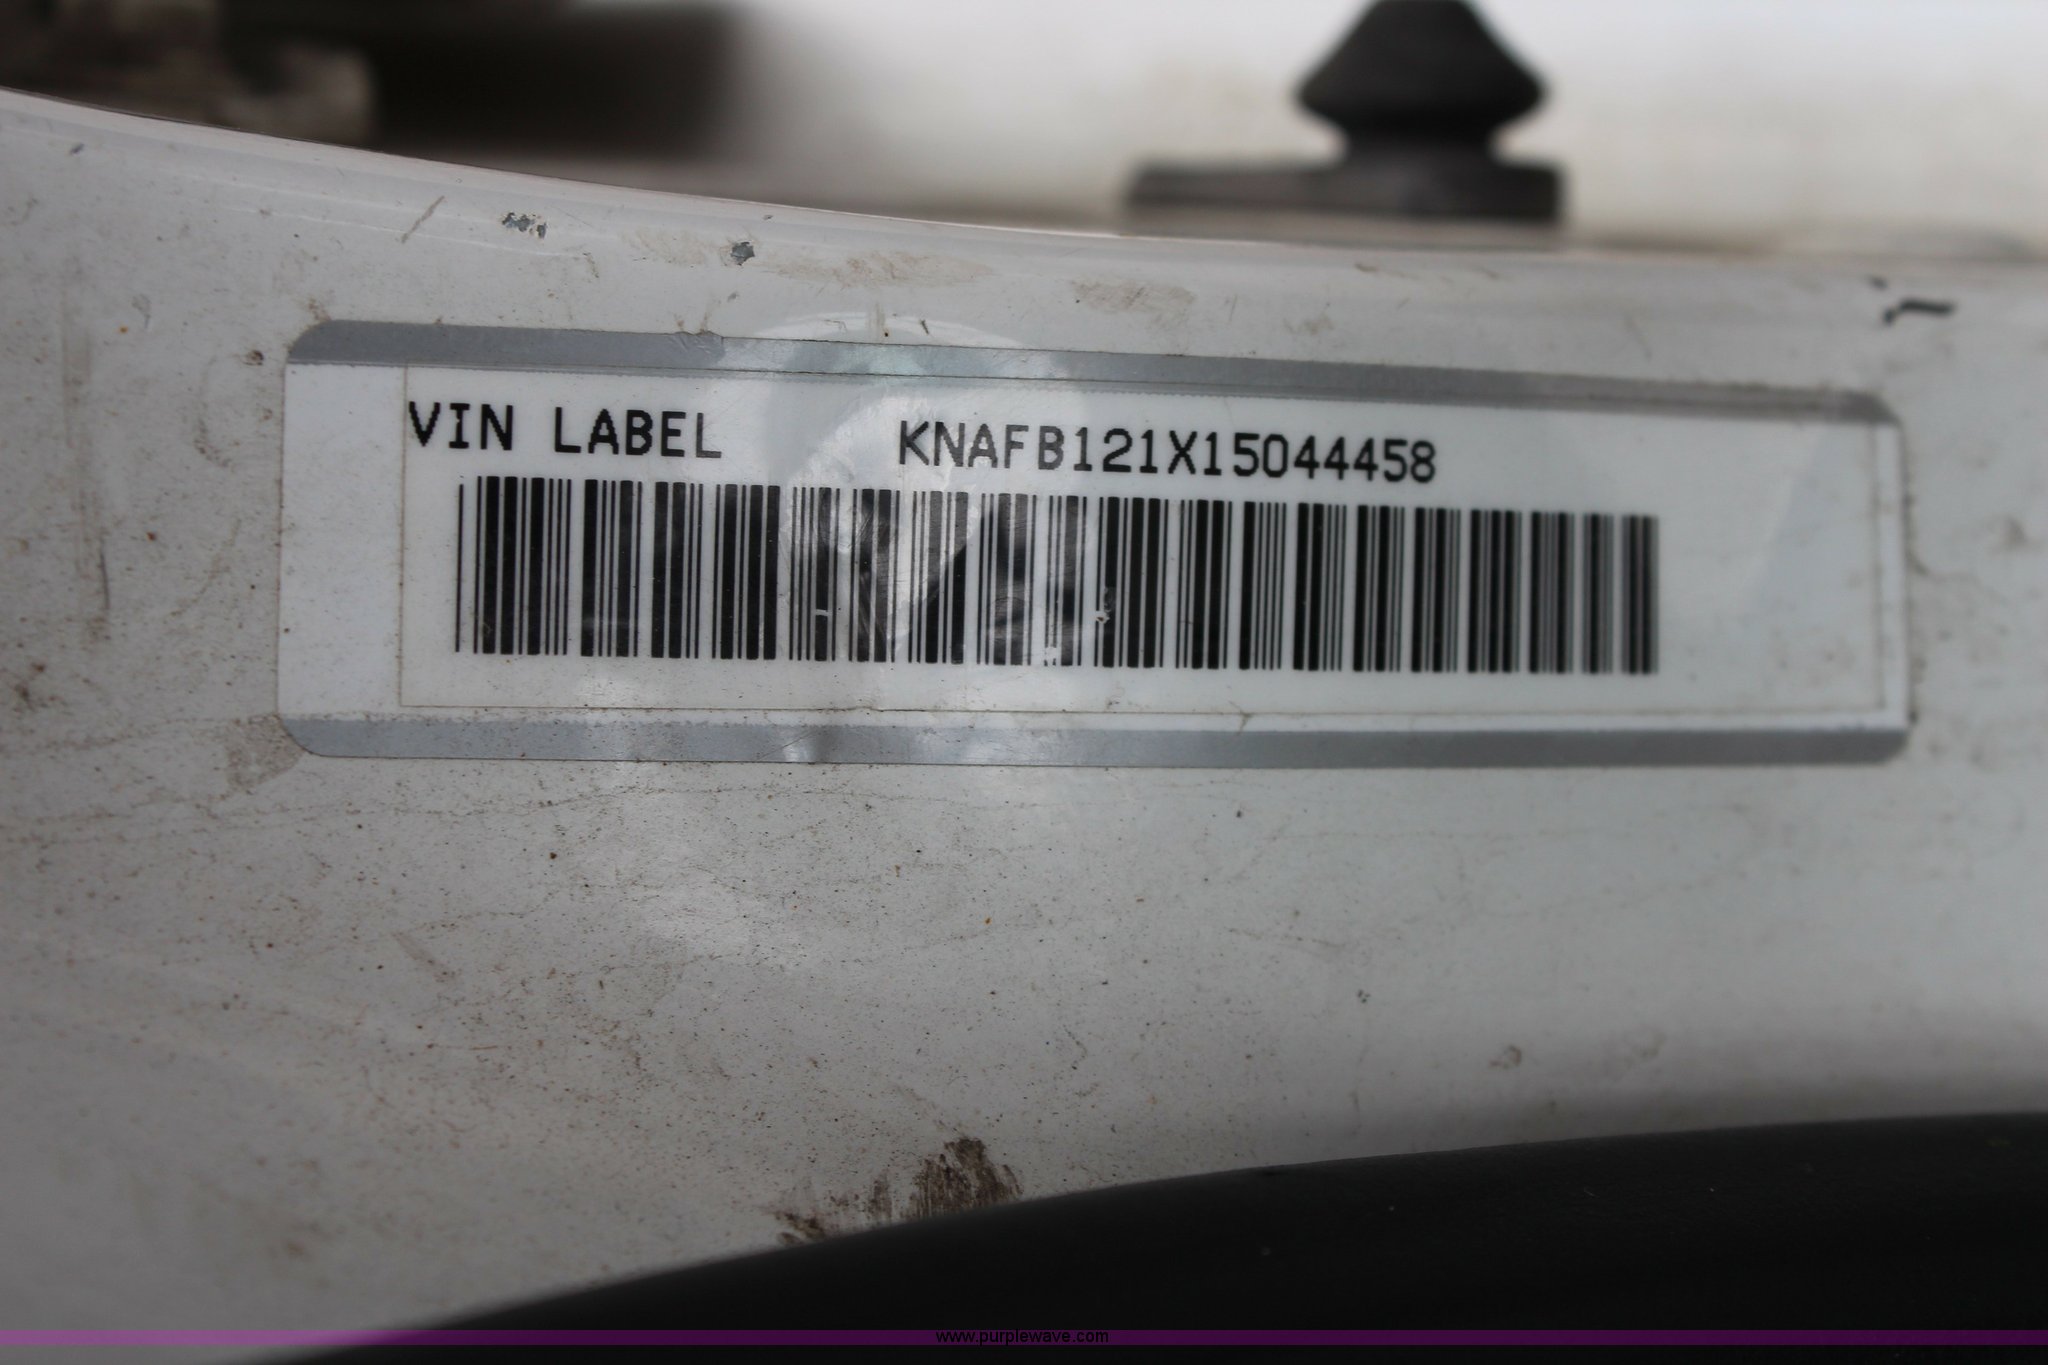 VIN LABEL KNAFB121X15044458
www.purplewave.com